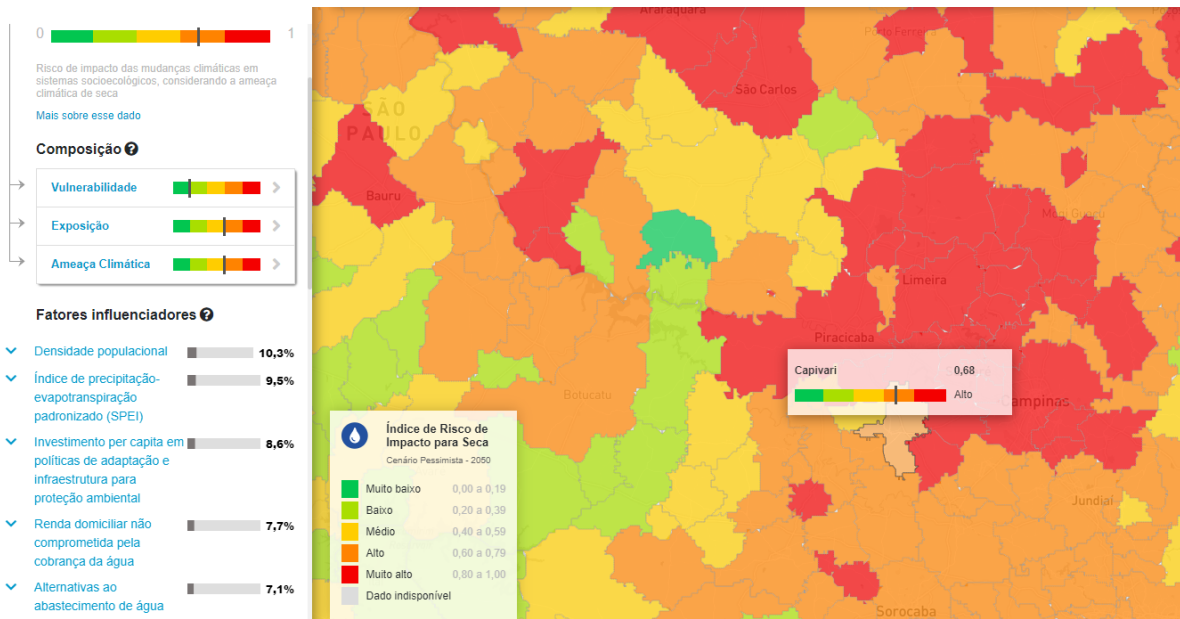 0 1
Risco de impacto das mudanças climáticas em
sistemas socioecológicos, considerando a ameaça
climática de seca
Mais sobre esse dado
Composição
Vulnerabilidade
Exposição
Ameaça Climática
Fatores influenciadores
Densidade populacional 10,3%
Índice de precipitação-
evapotranspiração
padronizado (SPEI)
9,5%
Investimento per capita em
políticas de adaptação e
infraestrutura para
proteção ambiental
8,6%
Renda domiciliar não
comprometida pela
cobrança da água
7,7%
Alternativas ao
abastecimento de água
7,1%
Araraquara
Porto Ferreira
São Carlos
SÃO
PAULO
Bauru
Mogi Guaçu
Limeira
Piracicaba
Capivari 0,68
Alto
Campinas
Botucatu
Jundiaí
Sorocaba
Índice de Risco de
Impacto para Seca
Cenário Pessimista - 2050
Muito baixo 0,00 a 0,19
Baixo 0,20 a 0,39
Médio 0,40 a 0,59
Alto 0,60 a 0,79
Muito alto 0,80 a 1,00
Dado indisponível